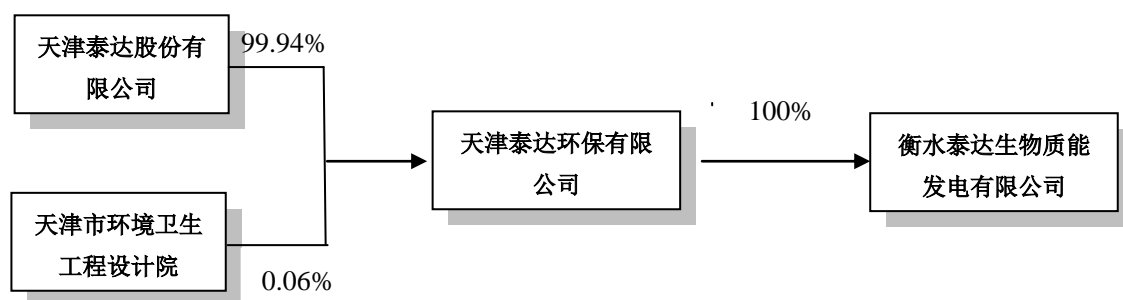 天津泰达股份有
限公司
99.94%
天津市环境卫生
工程设计院
0.06%
天津泰达环保有限
公司
100%
衡水泰达生物质能
发电有限公司